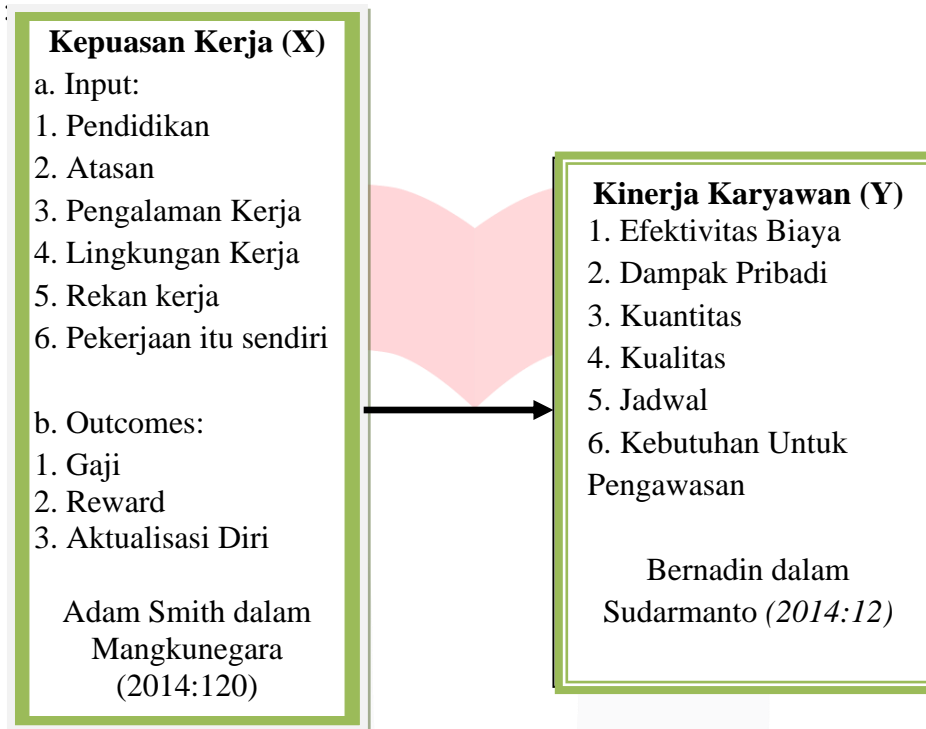 :
Kepuasan Kerja (X)
a. Input:
1. Pendidikan
2. Atasan
3. Pengalaman Kerja
4. Lingkungan Kerja
5. Rekan kerja
6. Pekerjaan itu sendiri
b. Outcomes:
1. Gaji
2. Reward
3. Aktualisasi Diri
Adam Smith dalam
Mangkunegara
(2014:120)
Kinerja Karyawan (Y)
1. Efektivitas Biaya
2. Dampak Pribadi
3. Kuantitas
4. Kualitas
5. Jadwal
6. Kebutuhan Untuk
Pengawasan
Bernadin dalam
Sudarmanto (2014:12)